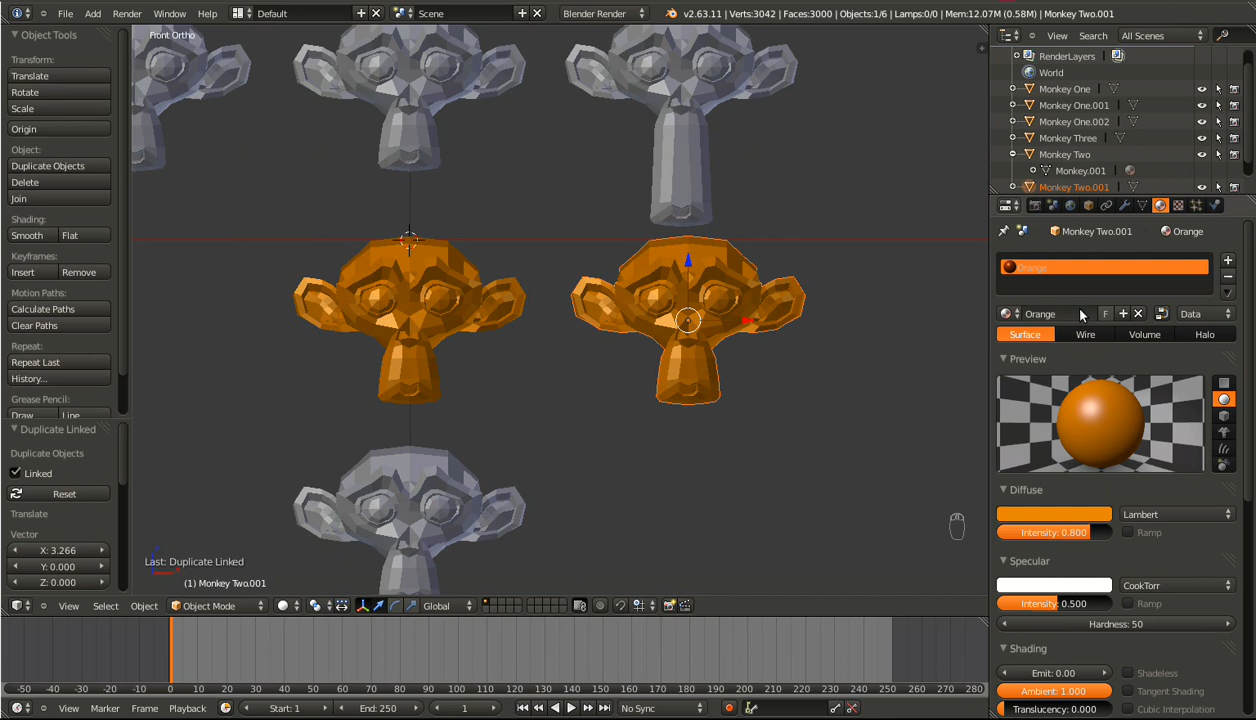 File Add Render Window Help Default Scene Blender Render v2.63.11 | Verts:3042 | Faces:3000 | Objects:1/6 | Lamps:0/0 | Mem:12.07M (0.58M) | Monkey Two.001
Object Tools
Transform:
Translate
Rotate
Scale
Origin
Object:
Duplicate Objects
Delete
Join
Shading:
Smooth Flat
Keyframes:
Insert Remove
Motion Paths:
Calculate Paths
Clear Paths
Repeat:
Repeat Last
History...
Grease Pencil:
Draw Line
Duplicate Linked
Duplicate Objects
Linked
Reset
Translate
Vector
X: 3.266
Y: 0.000
Z: 0.000
Front Ortho
Last: Duplicate Linked
(1) Monkey Two.001
View Select Object Object Mode Global
-50 -40 -30 -20 -10 0 10 20 30 40 50 60 70 80 90 100 110 120 130 140 150 160 170 180 190 200 210 220 230 240 250 260 270 280
View Marker Frame Playback Start: 1 End: 250 1 No Sync
View Search All Scenes
RenderLayers |
World
Monkey One |
Monkey One.001 |
Monkey One.002 |
Monkey Three |
Monkey Two
Monkey.001 |
Monkey Two.001 |
Monkey Two.001 Orange
Orange
Orange F Data
Surface Wire Volume Halo
Preview
Diffuse
Lambert
Intensity: 0.800 Ramp
Specular
CookTorr
Intensity: 0.500 Ramp
Hardness: 50
Shading
Emit: 0.00 Shadeless
Ambient: 1.000 Tangent Shading
Translucency: 0.000 Cubic Interpolation